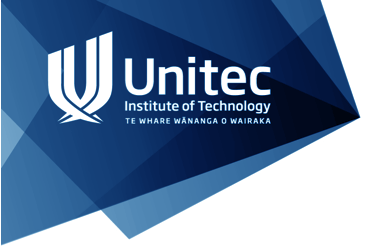 Unitec
Institute of Technology
TE WHARE WĀNANGA O WAIRAKA